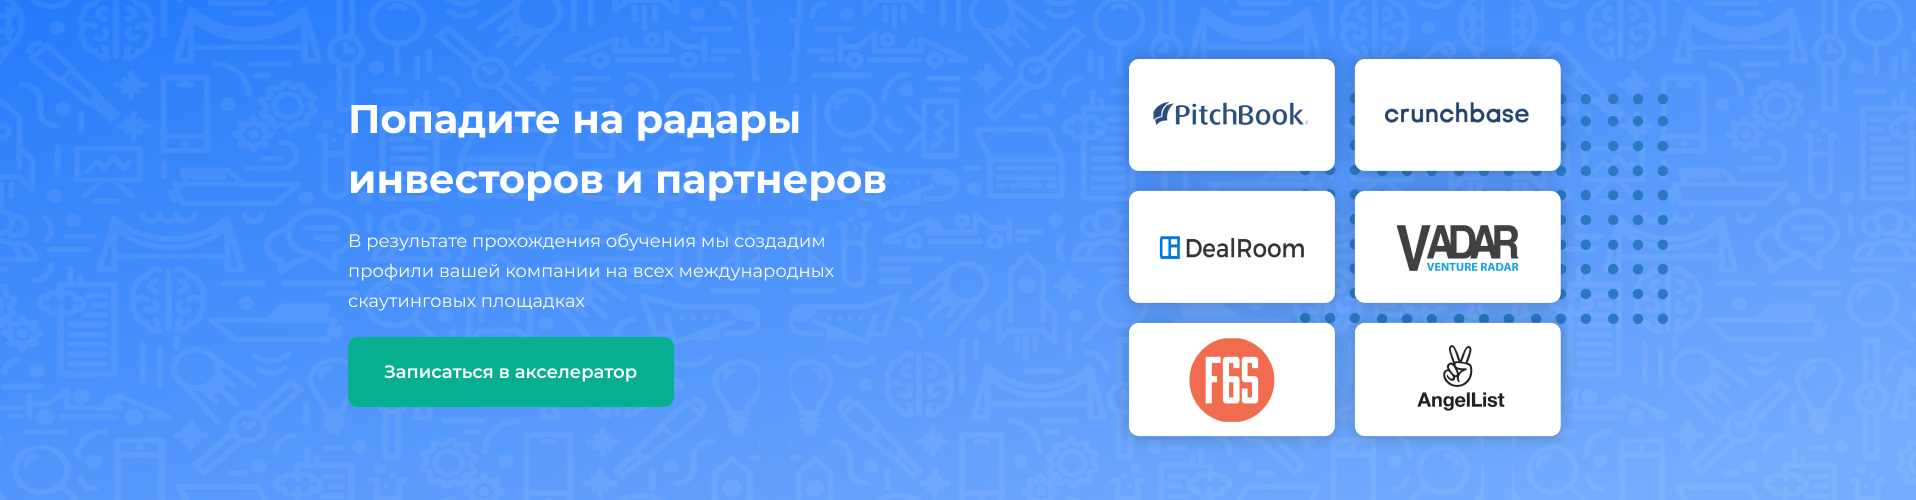 Попадите на радары
инвесторов и партнеров
В результате прохождения обучения мы создадим
профили вашей компании на всех международных
скаутинговых площадках
Записаться в акселератор
PitchBook
crunchbase
DealRoom
VADAR
VENTURE RADAR
F6S
AngelList